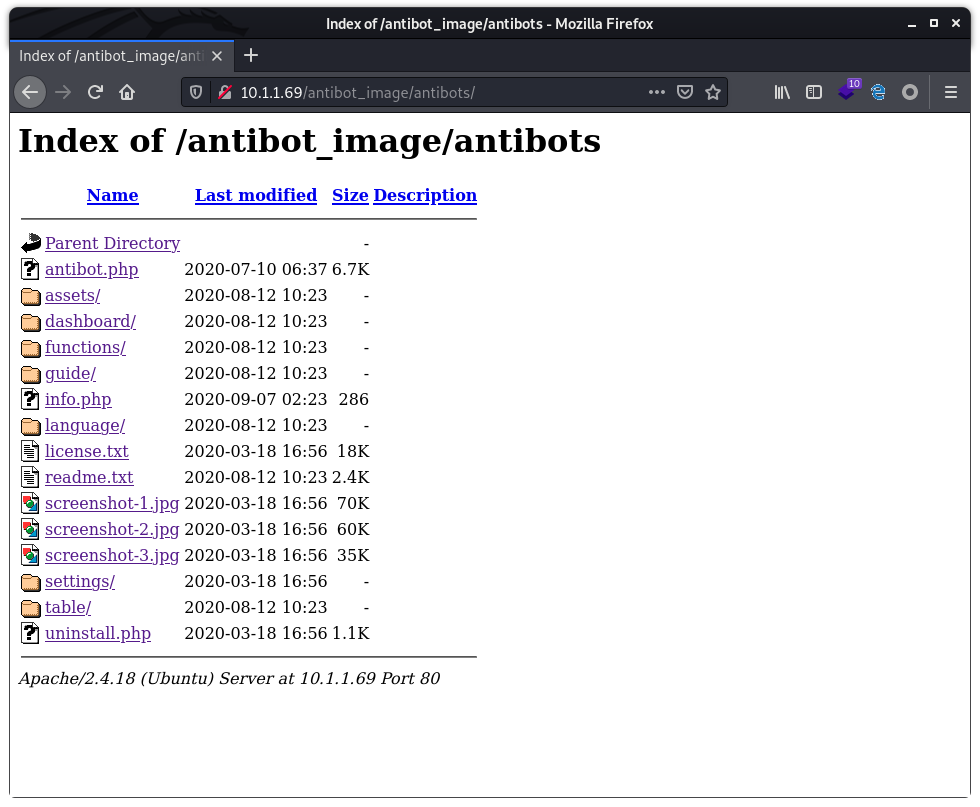 Index of /antibot_image/antibots - Mozilla Firefox
Index of /antibot_image/anti
10
10.1.1.69/antibot_image/antibots/
Index of /antibot_image/antibots
Name Last modified Size Description
Parent Directory -
antibot.php 2020-07-10 06:37 6.7K
assets/ 2020-08-12 10:23 -
dashboard/ 2020-08-12 10:23 -
functions/ 2020-08-12 10:23 -
guide/ 2020-08-12 10:23 -
info.php 2020-09-07 02:23 286
language/ 2020-08-12 10:23 -
license.txt 2020-03-18 16:56 18K
readme.txt 2020-08-12 10:23 2.4K
screenshot-1.jpg 2020-03-18 16:56 70K
screenshot-2.jpg 2020-03-18 16:56 60K
screenshot-3.jpg 2020-03-18 16:56 35K
settings/ 2020-03-18 16:56 -
table/ 2020-08-12 10:23 -
uninstall.php 2020-03-18 16:56 1.1K
Apache/2.4.18 (Ubuntu) Server at 10.1.1.69 Port 80